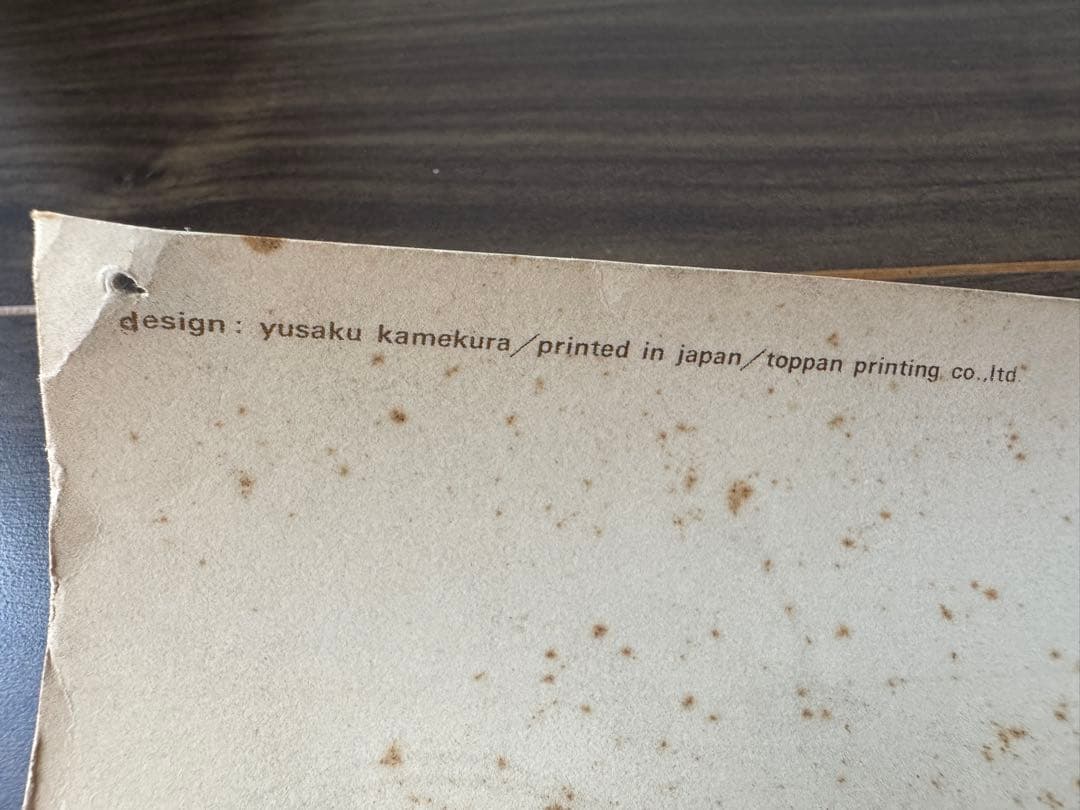 design: yusaku kamekura/printed in japan/toppan printing co.,ltd.